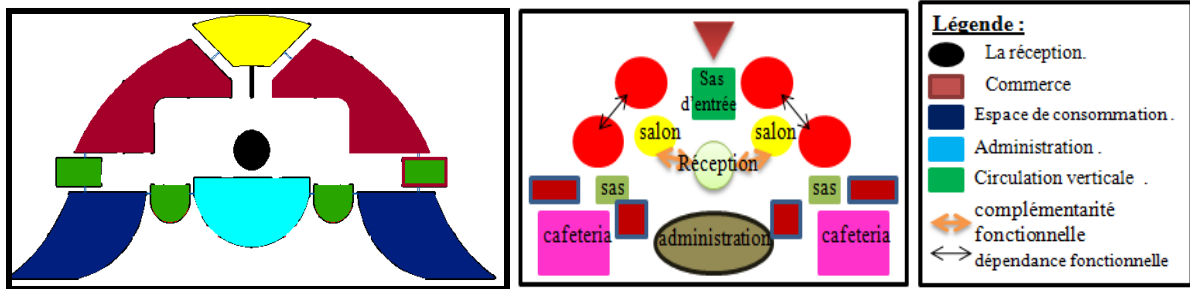 Sas
d'entrée
salon
salon
Réception
sas
sas
cafeteria
administration
cafeteria
Légende :
La réception.
Commerce
Espace de consommation .
Administration .
Circulation verticale .
complémentarité
fonctionnelle
dépendance fonctionnelle